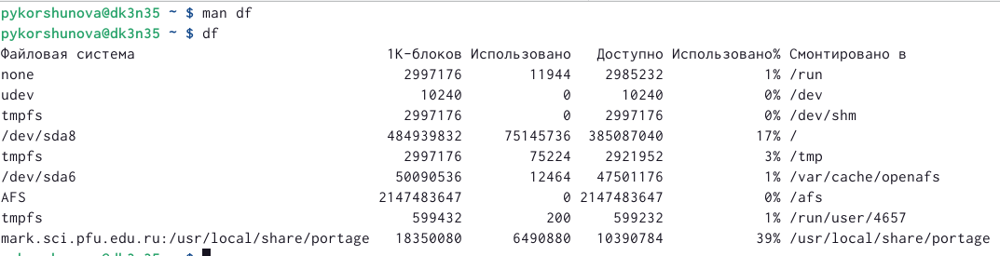 pykorshunova@dk3n35 ~ $ man df
pykorshunova@dk3n35 ~ $ df
Файловая система 1K-блоков Использовано Доступно Использовано% Смонтировано в
none 2997176 11944 2985232 1% /run
udev 10240 0 10240 0% /dev
tmpfs 2997176 0 2997176 0% /dev/shm
/dev/sda8 484939832 75145736 385087040 17% /
tmpfs 2997176 75224 2921952 3% /tmp
/dev/sda6 50090536 12464 47501176 1% /var/cache/openafs
AFS 2147483647 0 2147483647 0% /afs
tmpfs 599432 200 599232 1% /run/user/4657
mark.sci.pfu.edu.ru:/usr/local/share/portage 18350080 6490880 10390784 39% /usr/local/share/portage
pykorshunova@dk3n35 ~ $